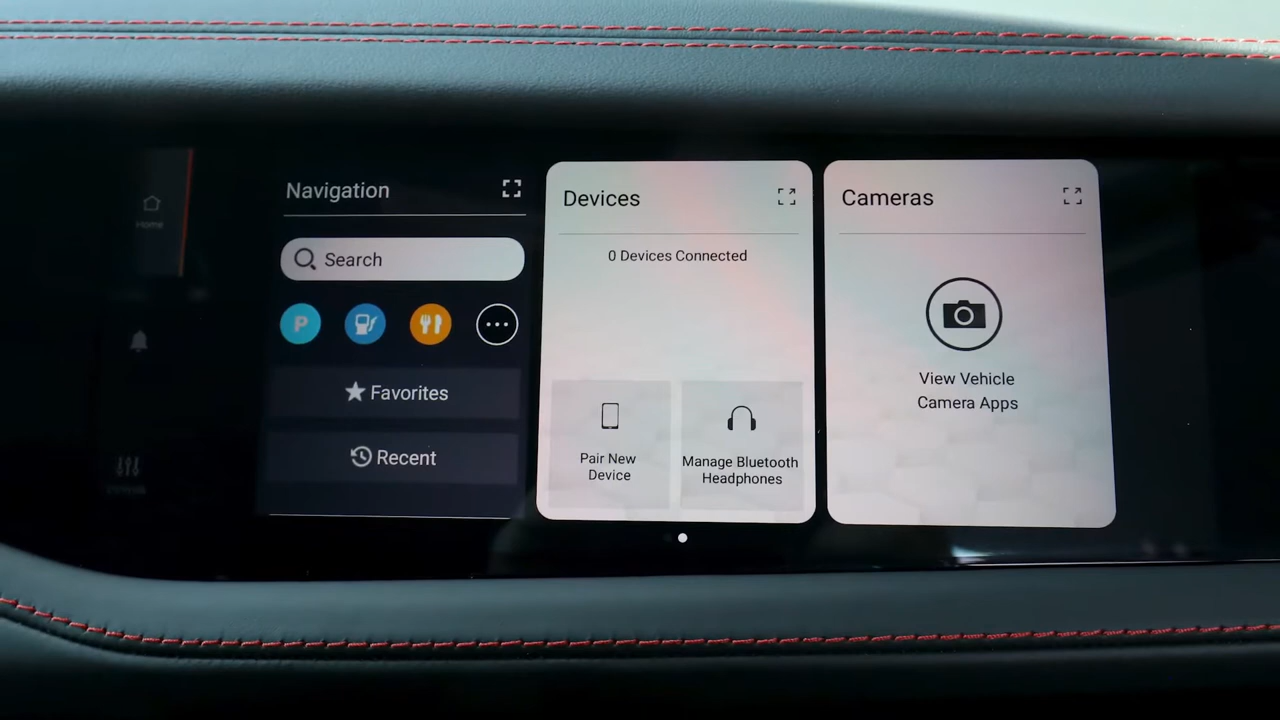 Home
Navigation
Search
P
Favorites
Recent
Devices
0 Devices Connected
Pair New
Device
Manage Bluetooth
Headphones
Cameras
View Vehicle
Camera Apps